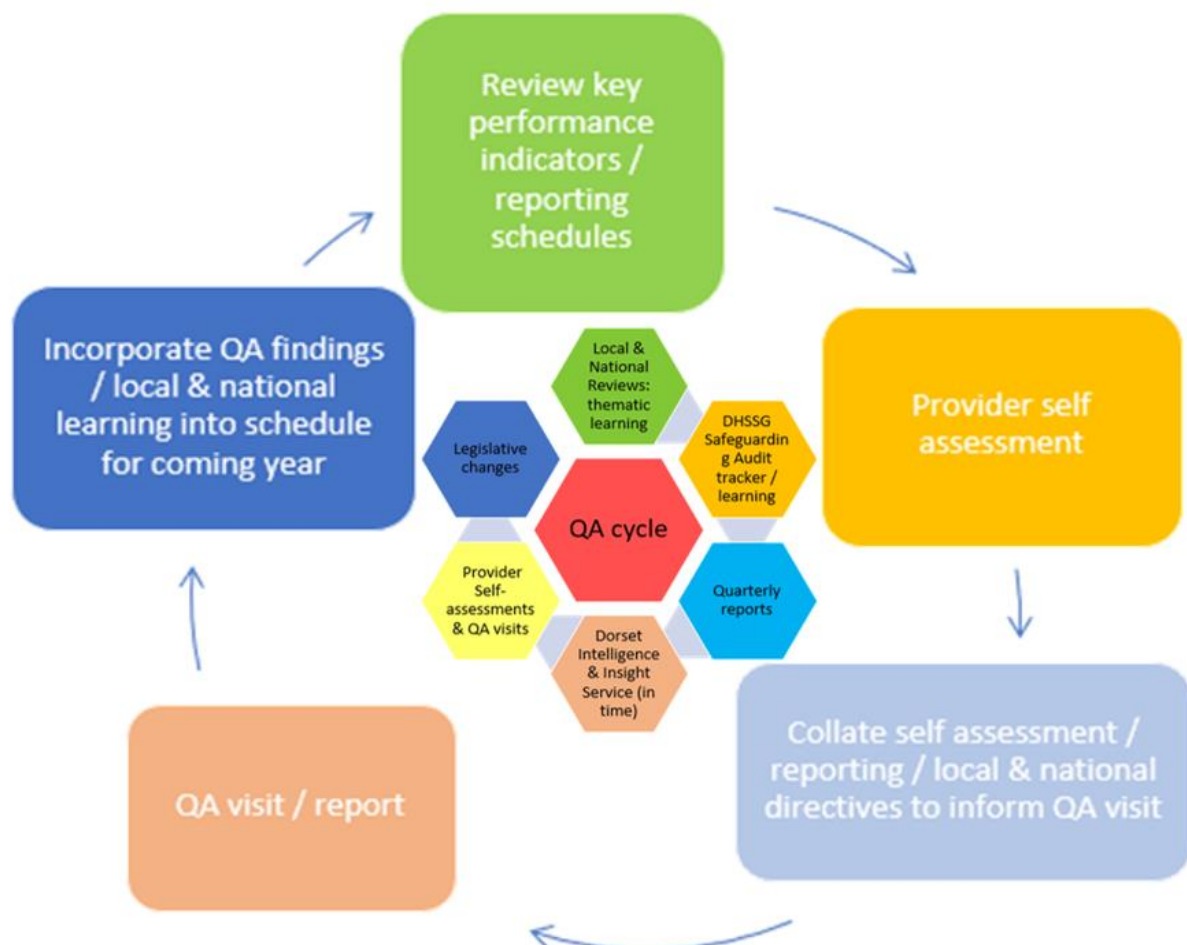 Review key
performance
indicators /
reporting
schedules
Provider self
assessment
Collate self assessment /
reporting / local & national
directives to inform QA visit
QA visit / report
Incorporate QA findings
/ local & national
learning into schedule
for coming year
Local &
National
Reviews:
thematic
learning
DHSSG
Safeguardin
g Audit
tracker /
learning
Quarterly
reports
Dorset
Intelligence
& Insight
Service (in
time)
Provider
Self-
assessments
& QA visits
Legislative
changes
QA cycle